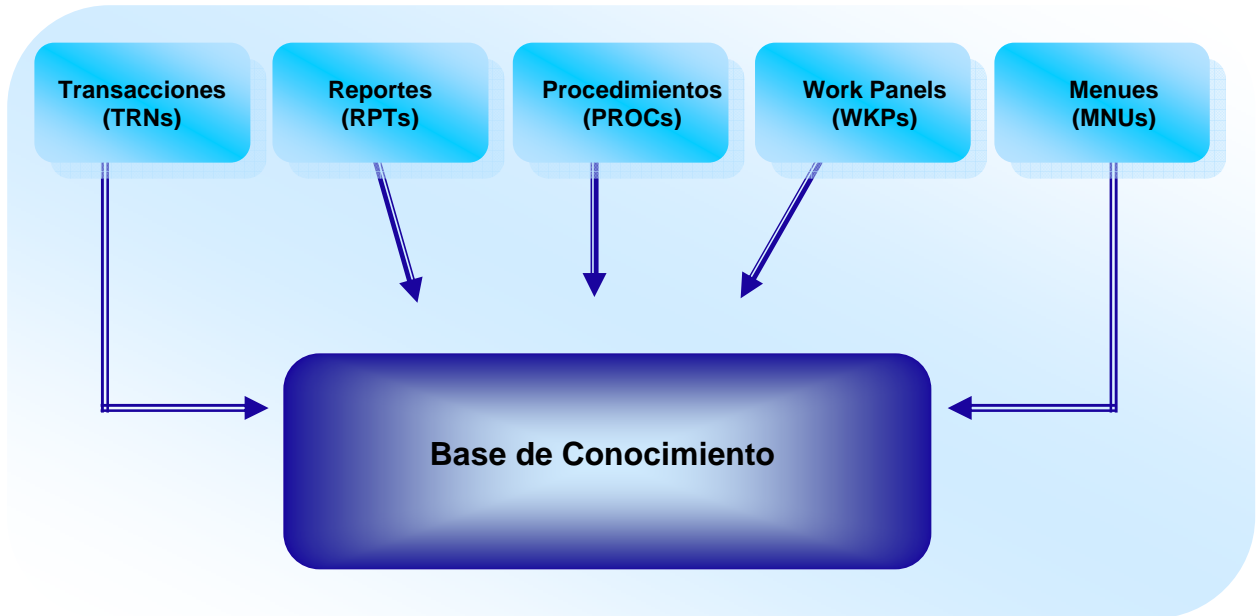 Transacciones
(TRNs)
Reportes
(RPTs)
Procedimientos
(PROCs)
Work Panels
(WKPs)
Menues
(MNUs)
Base de Conocimiento